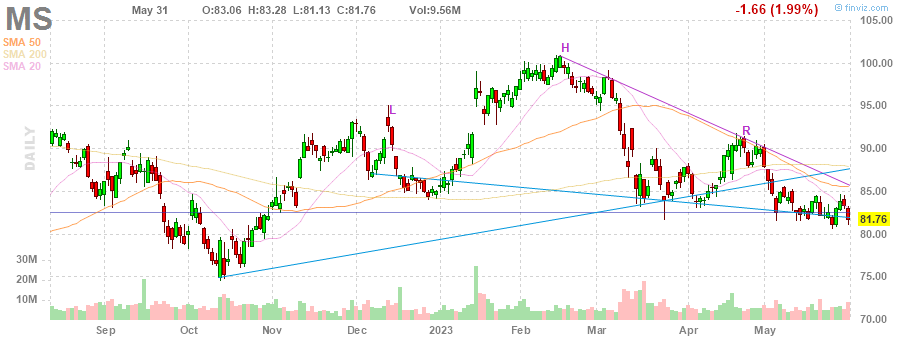 MS May 31 O:83.06 H:83.28 L:81.13 C:81.76 Vol:9.56M -1.66 (1.99%) © finviz.com
SMA 50
SMA 200
SMA 20
DAILY
L
H
R
105.00
100.00
95.00
90.00
85.00
81.76
80.00
75.00
70.00
30M
20M
10M
Sep Oct Nov Dec 2023 Feb Mar Apr May